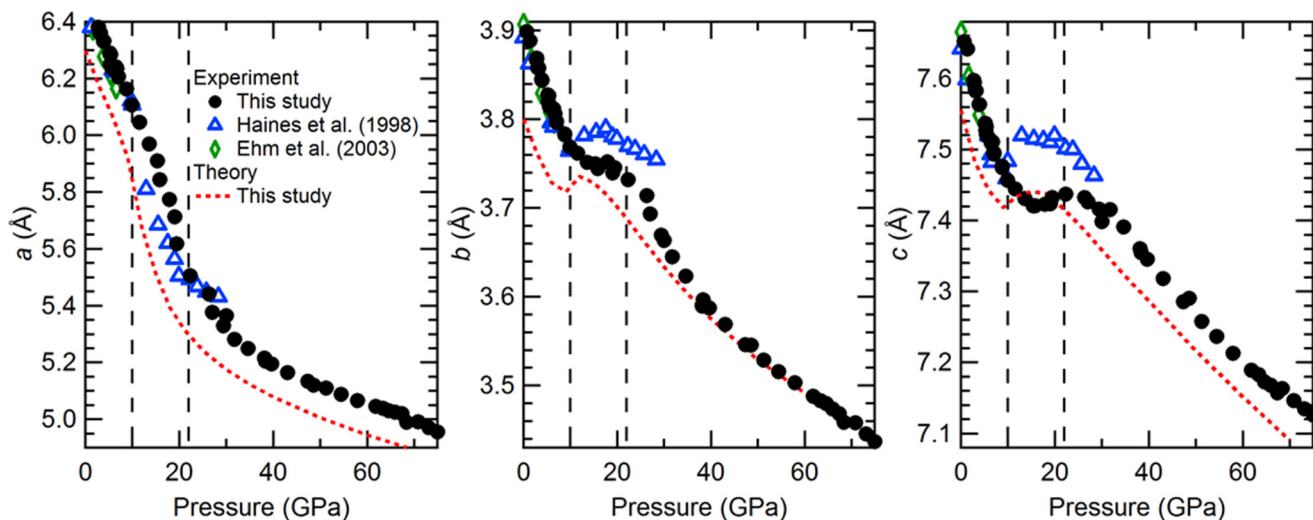 6.4
6.2
6.0
5.8
5.6
5.4
5.2
5.0
a (Å)
0
20
40
60
Pressure (GPa)
Experiment
This study
Haines et al. (1998)
Ehm et al. (2003)
Theory
This study
3.9
3.8
3.7
3.6
3.5
b (Å)
0
20
40
60
Pressure (GPa)
7.6
7.5
7.4
7.3
7.2
7.1
c (Å)
0
20
40
60
Pressure (GPa)